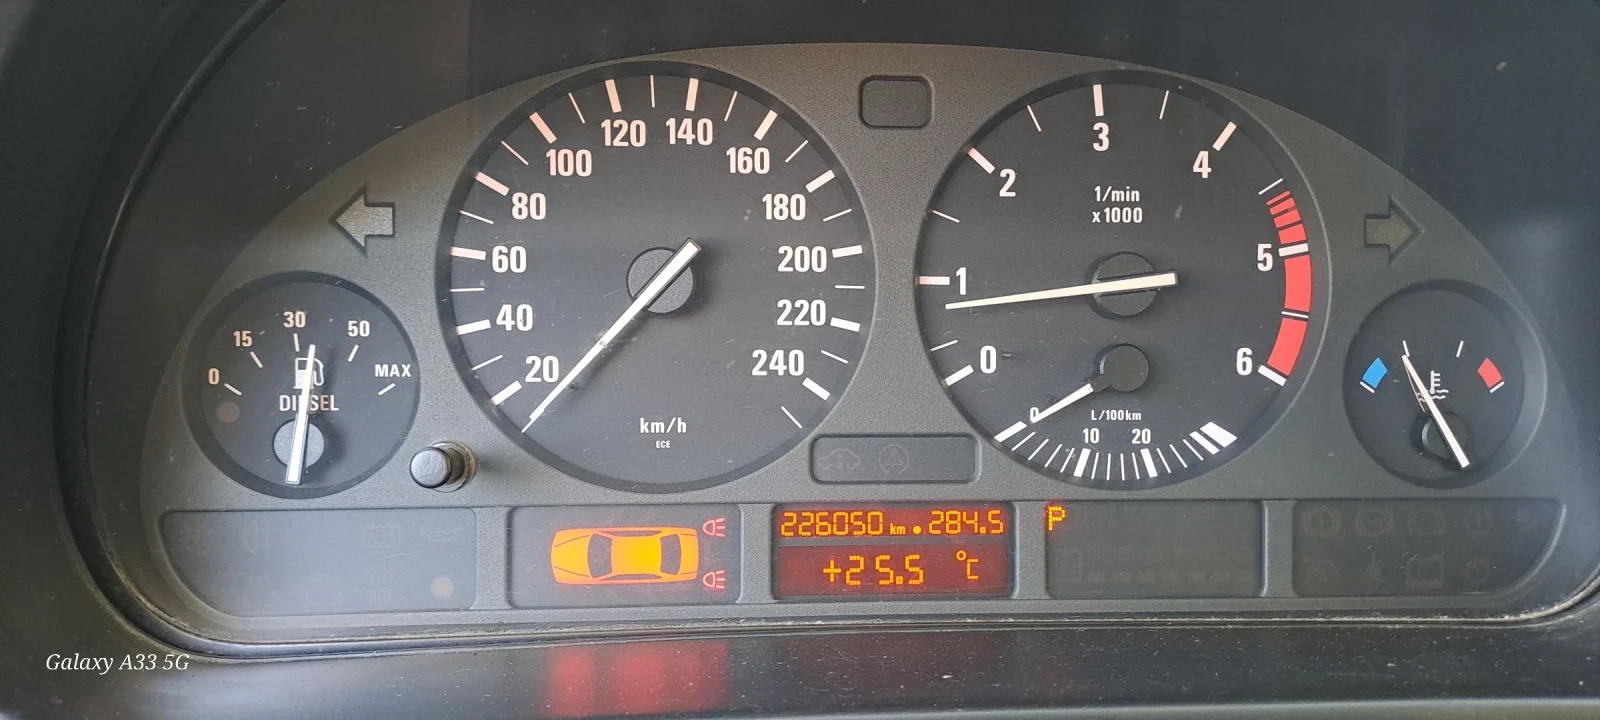 0 15 30 50 MAX
DIESEL
20 40 60 80 100 120 140 160 180 200 220 240
km/h
ECE
0 1 2 3 4 5 6
1/min
x1000
0
L/100km
10 20
226050 km • 284.5
+25.5 °C
P
Galaxy A33 5G